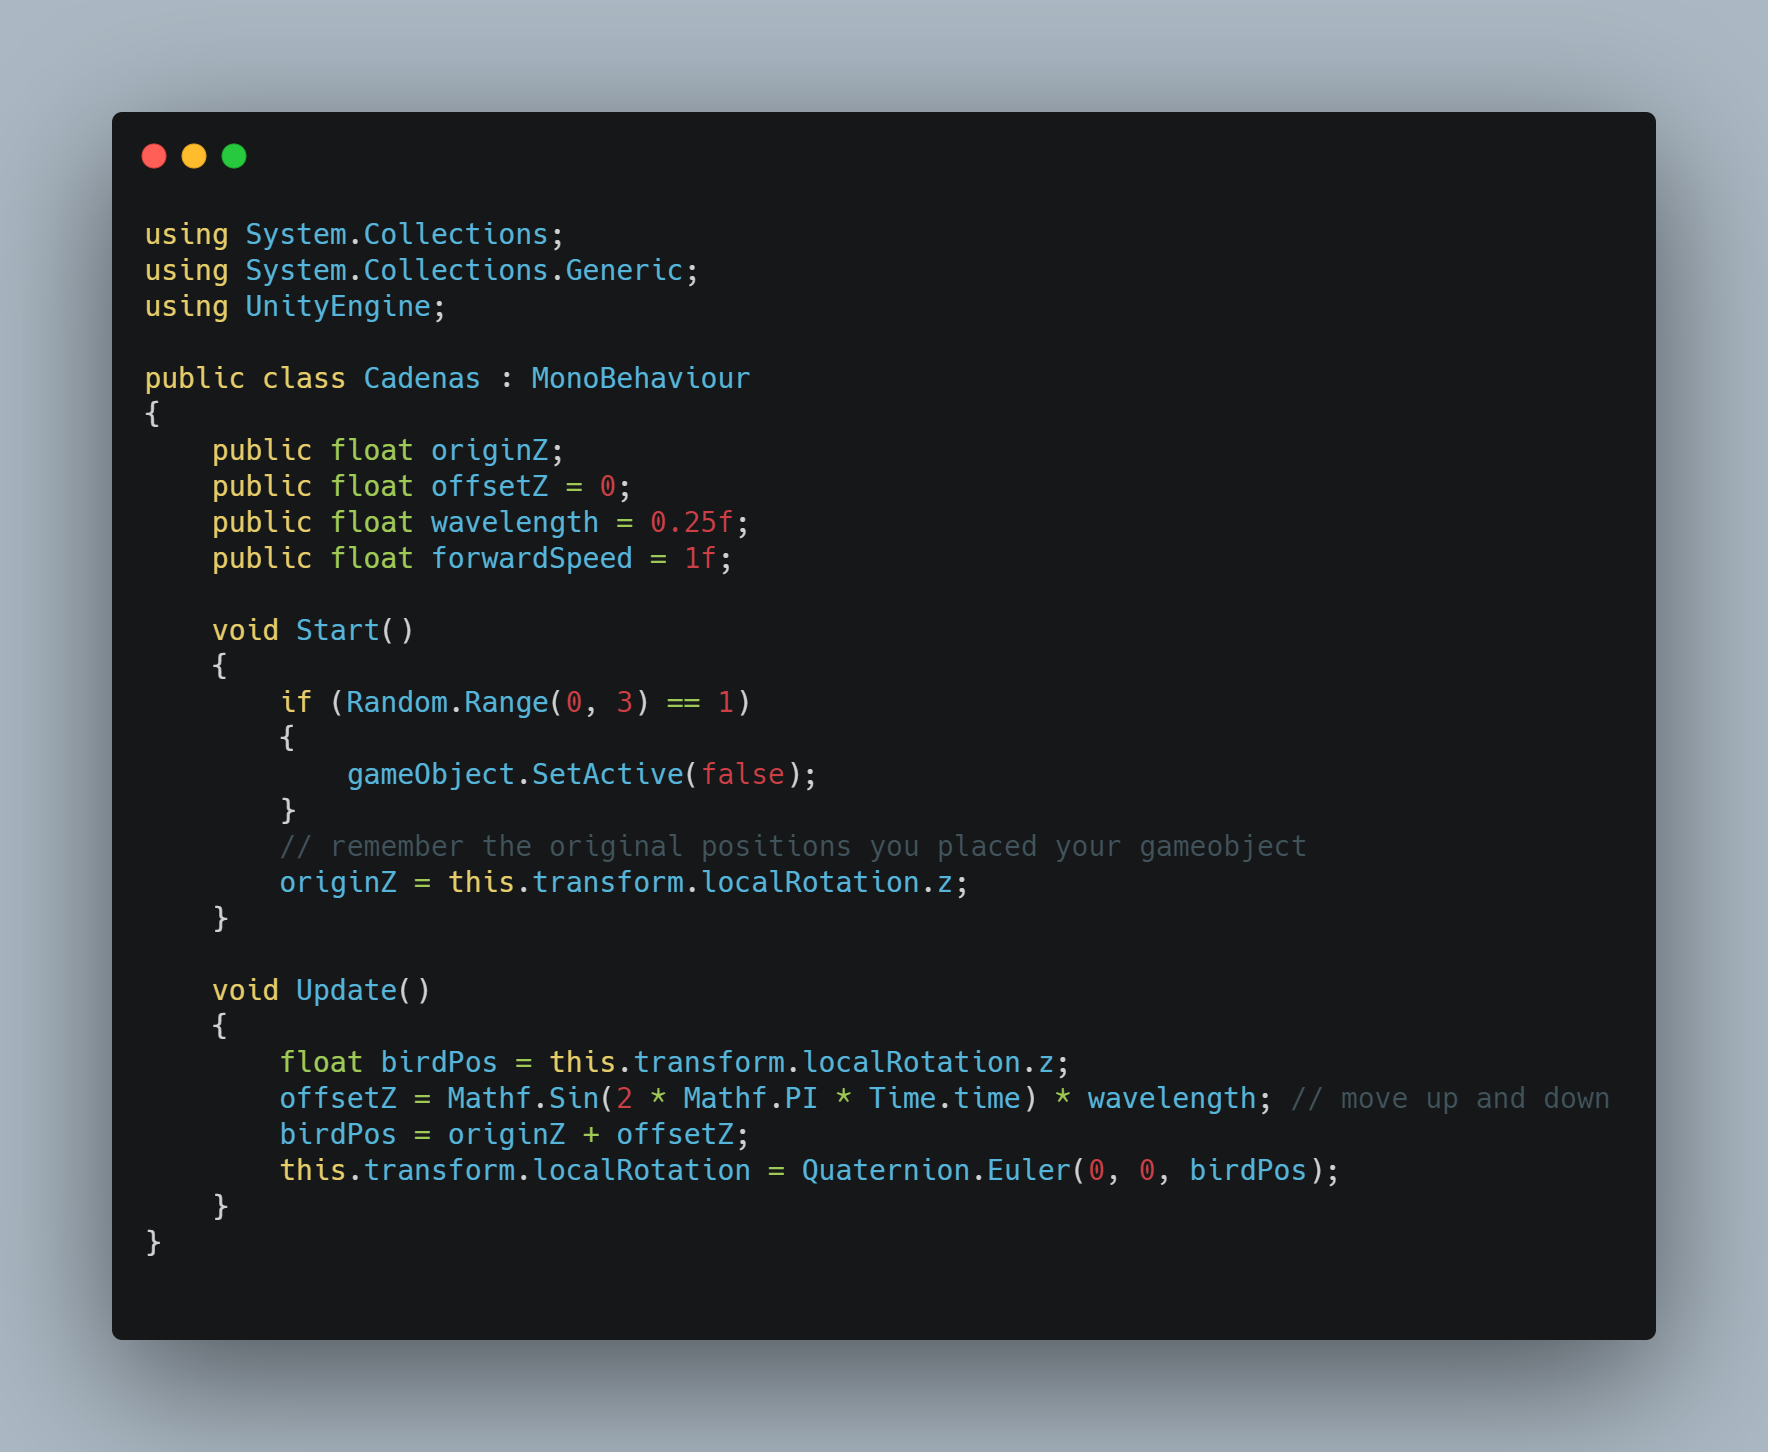 using System.Collections;
using System.Collections.Generic;
using UnityEngine;

public class Cadenas : MonoBehaviour
{
    public float originZ;
    public float offsetZ = 0;
    public float wavelength = 0.25f;
    public float forwardSpeed = 1f;

    void Start()
    {
        if (Random.Range(0, 3) == 1)
        {
            gameObject.SetActive(false);
        }
        // remember the original positions you placed your gameobject
        originZ = this.transform.localRotation.z;
    }

    void Update()
    {
        float birdPos = this.transform.localRotation.z;
        offsetZ = Mathf.Sin(2 * Mathf.PI * Time.time) * wavelength; // move up and down
        birdPos = originZ + offsetZ;
        this.transform.localRotation = Quaternion.Euler(0, 0, birdPos);
    }
}